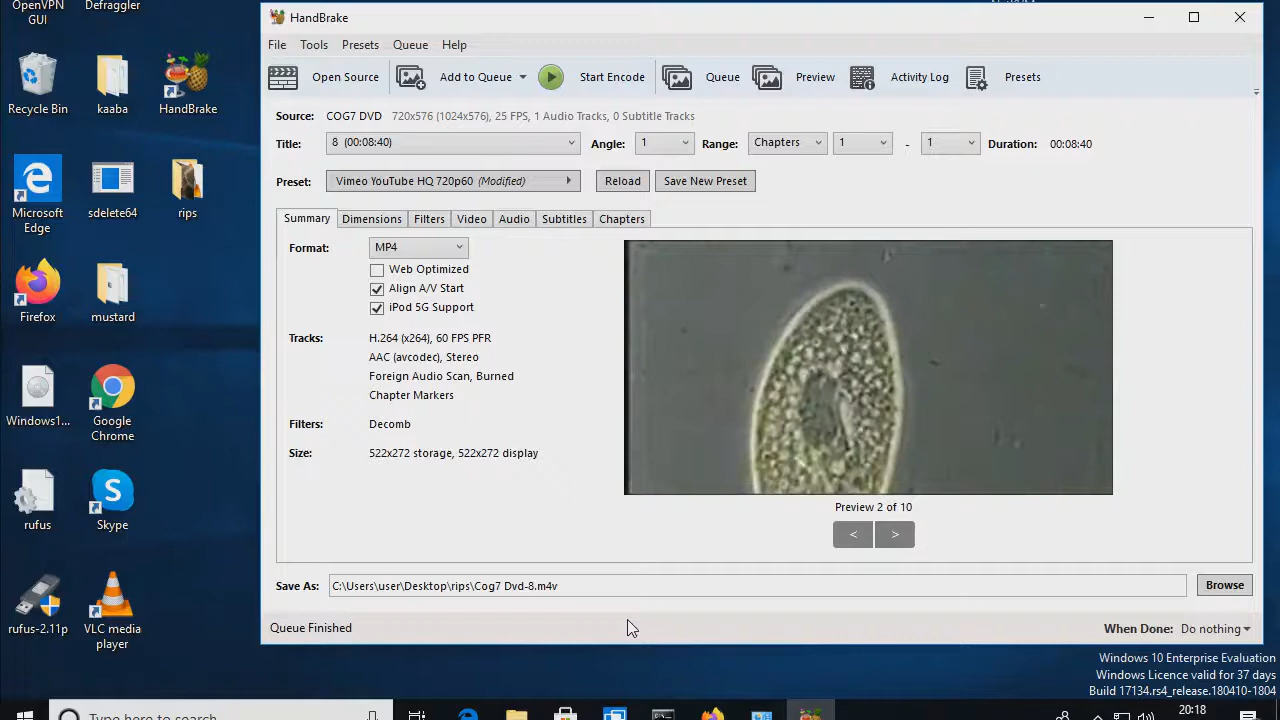 OpenVPN
GUI
Defraggler
Recycle Bin
kaaba
HandBrake
Microsoft
Edge
sdelete64
rips
Firefox
mustard
Windows1...
Google
Chrome
rufus
Skype
rufus-2.11p
VLC media
player
HandBrake
File Tools Presets Queue Help
Open Source Add to Queue Start Encode Queue Preview Activity Log Presets
Source: COG7 DVD 720x576 (1024x576), 25 FPS, 1 Audio Tracks, 0 Subtitle Tracks
Title: 8 (00:08:40) Angle: 1 Range: Chapters 1 - 1 Duration: 00:08:40
Preset: Vimeo YouTube HQ 720p60 (Modified) Reload Save New Preset
Summary Dimensions Filters Video Audio Subtitles Chapters
Format: MP4
Web Optimized
Align A/V Start
iPod 5G Support
Tracks: H.264 (x264), 60 FPS PFR
AAC (avcodec), Stereo
Foreign Audio Scan, Burned
Chapter Markers
Filters: Decomb
Size: 522x272 storage, 522x272 display
Preview 2 of 10
< >
Save As: C:\Users\user\Desktop\rips\Cog7 Dvd-8.m4v Browse
Queue Finished When Done: Do nothing
Windows 10 Enterprise Evaluation
Windows Licence valid for 37 days
Build 17134.rs4_release.180410-1804
Type here to search
20:18